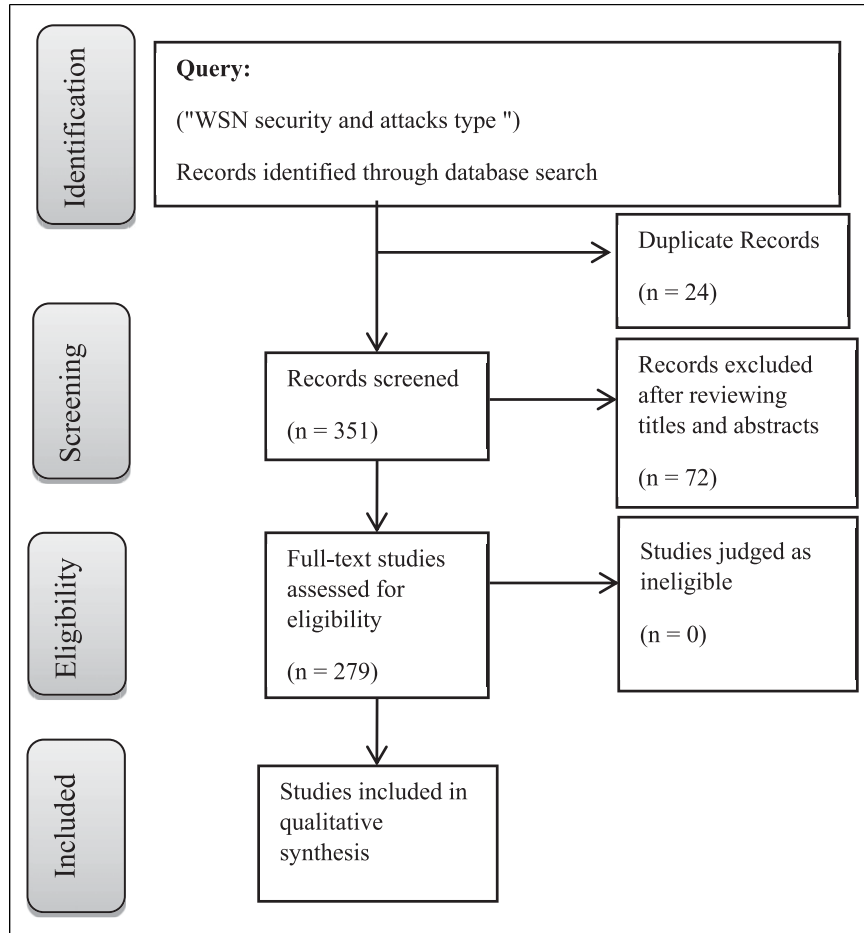 Identification
Query:
("WSN security and attacks type ")
Records identified through database search
Duplicate Records
(n = 24)
Screening
Records screened
(n = 351)
Records excluded
after reviewing
titles and abstracts
(n = 72)
Eligibility
Full-text studies
assessed for
eligibility
(n = 279)
Studies judged as
ineligible
(n = 0)
Included
Studies included in
qualitative
synthesis